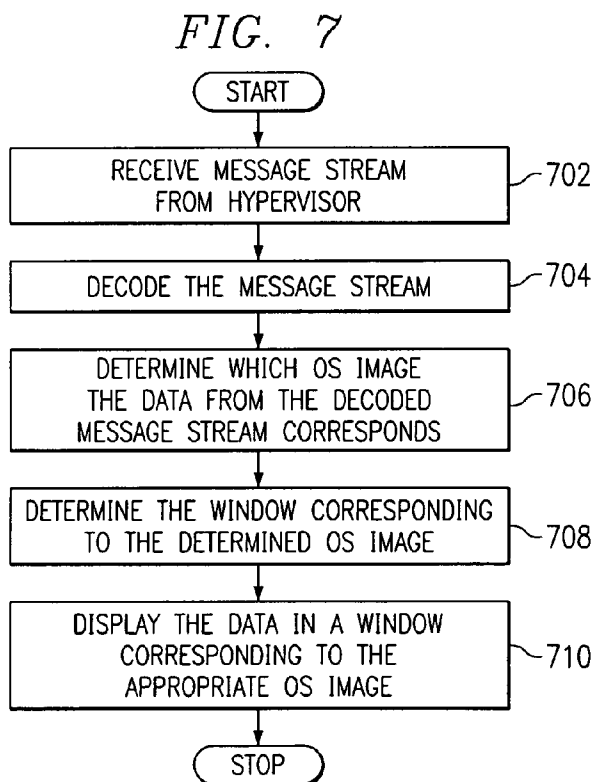 FIG. 7
START
RECEIVE MESSAGE STREAM
FROM HYPERVISOR
702
DECODE THE MESSAGE STREAM
704
DETERMINE WHICH OS IMAGE
THE DATA FROM THE DECODED
MESSAGE STREAM CORRESPONDS
706
DETERMINE THE WINDOW CORRESPONDING
TO THE DETERMINED OS IMAGE
708
DISPLAY THE DATA IN A WINDOW
CORRESPONDING TO THE
APPROPRIATE OS IMAGE
710
STOP